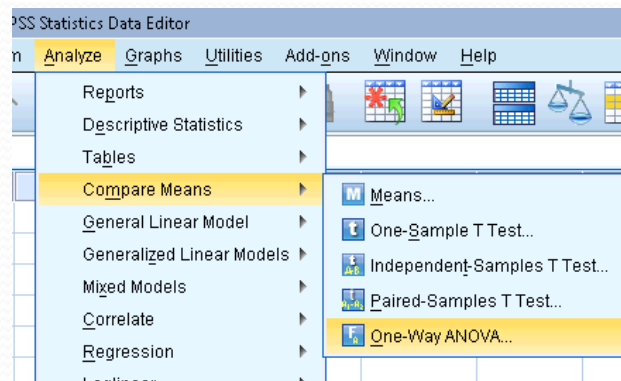 PSS Statistics Data Editor
m Analyze Graphs Utilities Add-ons Window Help
Reports
Descriptive Statistics
Tables
Compare Means
General Linear Model
Generalized Linear Models
Mixed Models
Correlate
Regression
Loglinear
M Means...
t One-Sample T Test...
A-B Independent-Samples T Test...
Paired-Samples T Test...
F One-Way ANOVA...